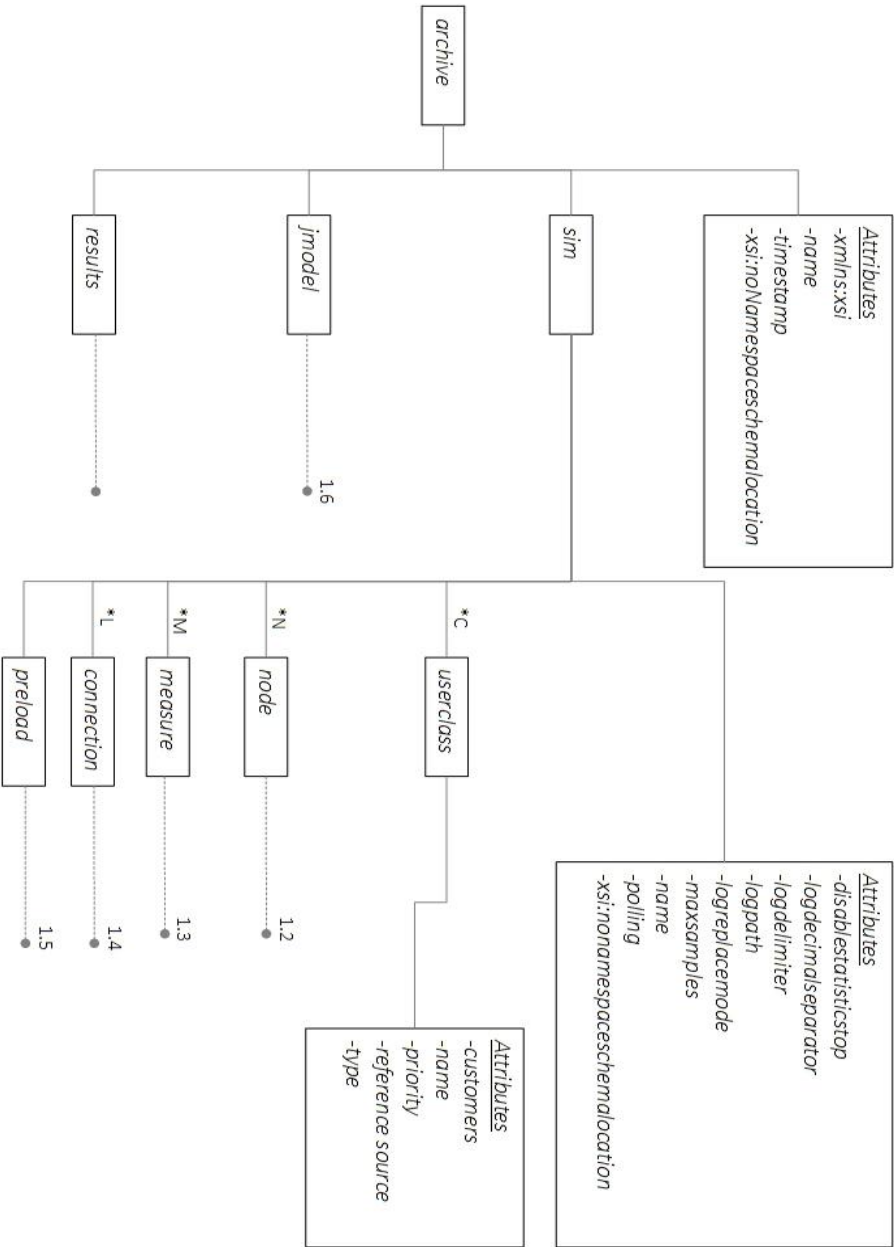 archive
Attributes
-xmlns:xsi
-name
-timestamp
-xsi:noNamespaceschemalocation
sim
jmodel
1.6
results
Attributes
-disablestatisticstop
-logdecimalseparator
-logdelimiter
-logpath
-logreplacemode
-maxsamples
-name
-polling
-xsi:nonamespaceschemalocation
*C
userclass
Attributes
-customers
-name
-priority
-reference source
-type
*N
node
1.2
*M
measure
1.3
*L
connection
1.4
preload
1.5